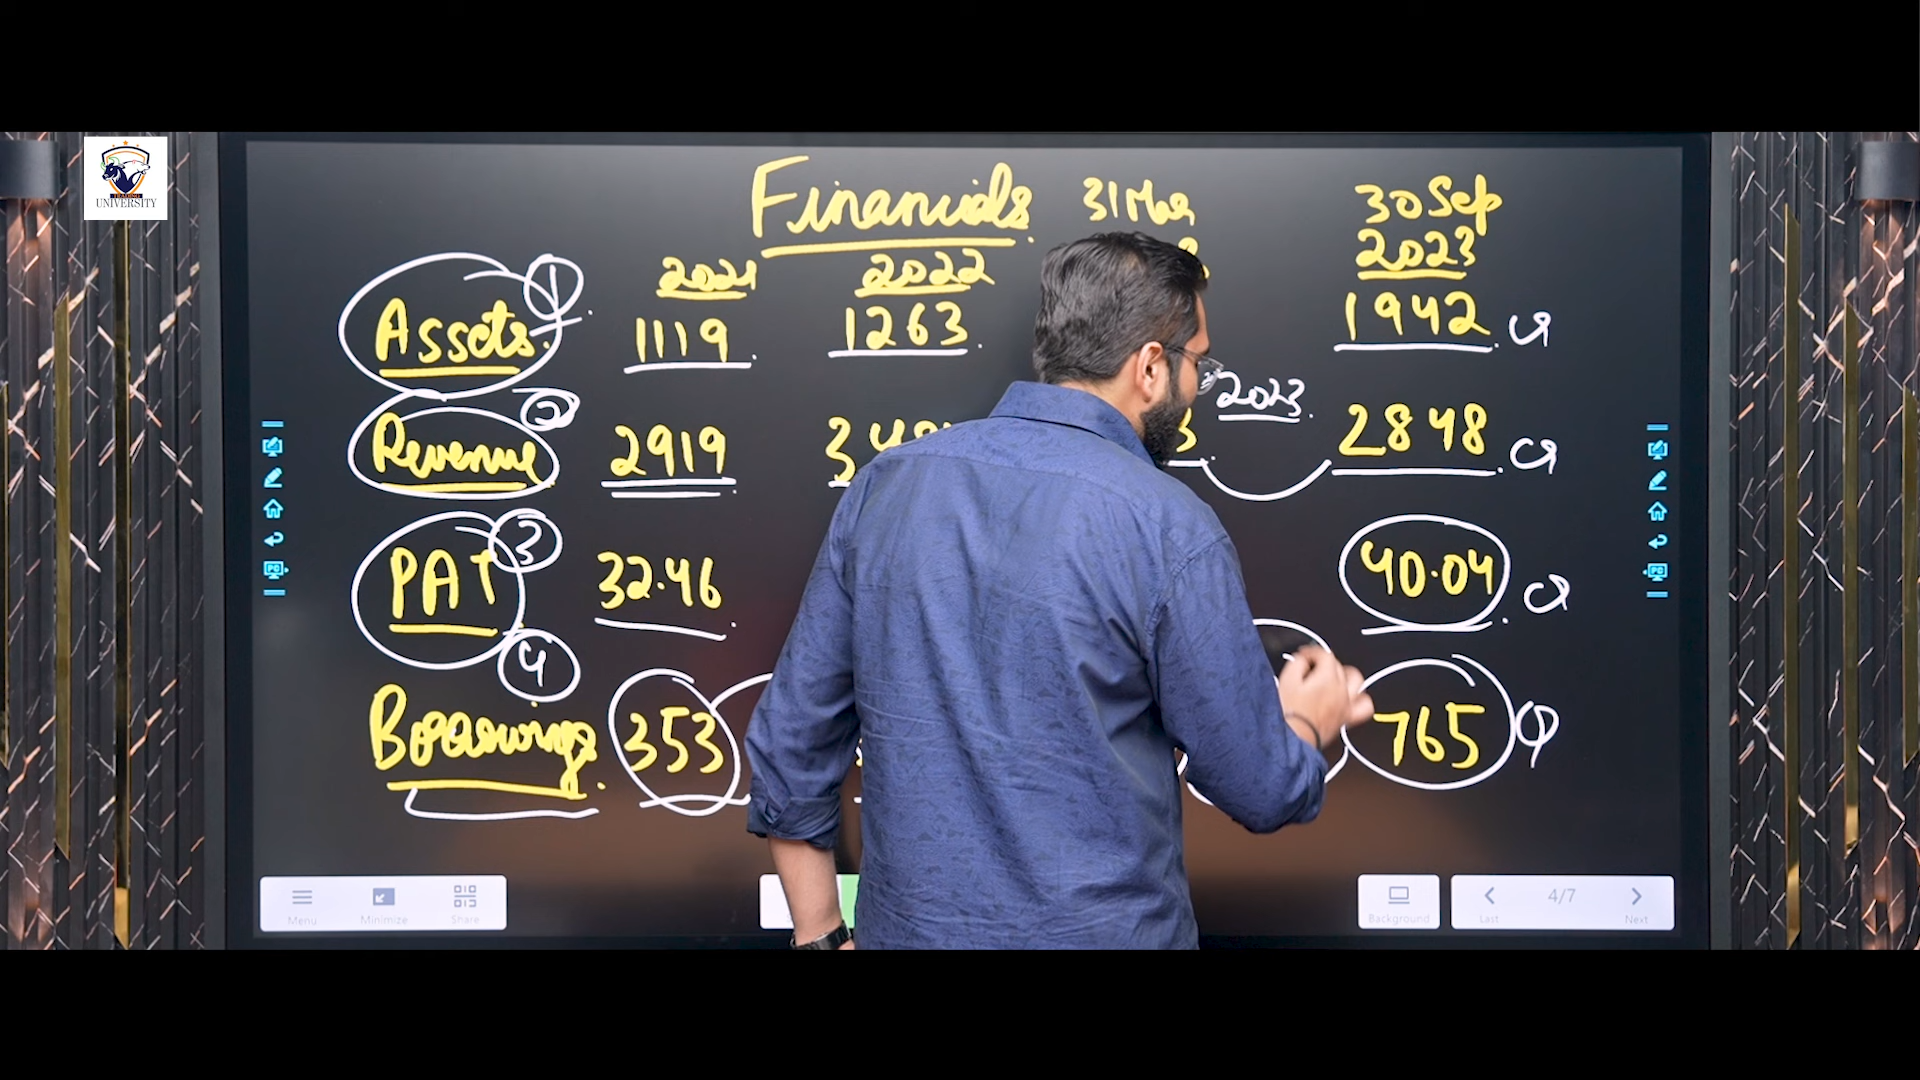 UNIVERSITY
Financials.
31 Mar
30 Sep
2023
2021
2022
1
Assets.
1119
1263
1942
2
2023
Revenue
2919
2848
3
PAT
32.46
40.04
4
Borrowings
353
765
Menu
Minimize
Share
Background
Last
4/7
Next